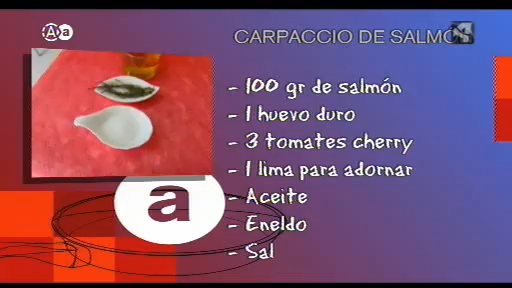 Aa
CARPACCIO DE SALMÓN
- 100 gr de salmón
- 1 huevo duro
- 3 tomates cherry
- 1 lima para adornar
- Aceite
- Eneldo
- Sal
a